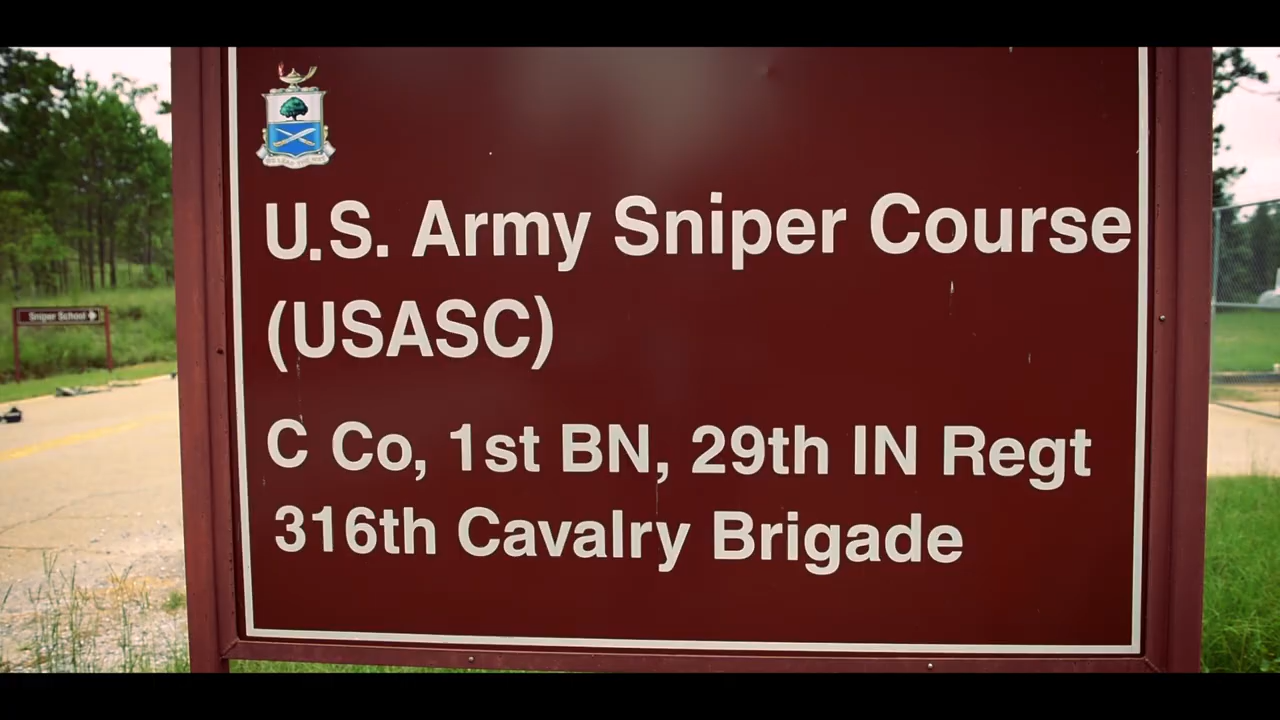 U.S. Army Sniper Course
(USASC)
C Co, 1st BN, 29th IN Regt
316th Cavalry Brigade
Sniper School